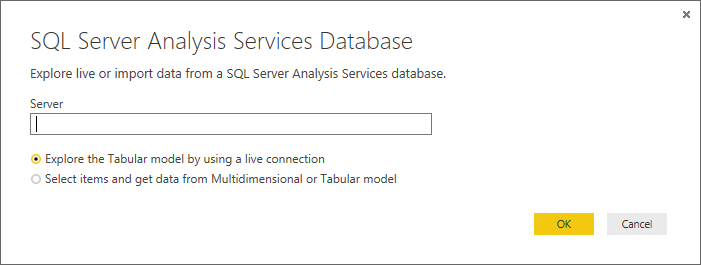 SQL Server Analysis Services Database
Explore live or import data from a SQL Server Analysis Services database.
Server
Explore the Tabular model by using a live connection
Select items and get data from Multidimensional or Tabular model
OK
Cancel